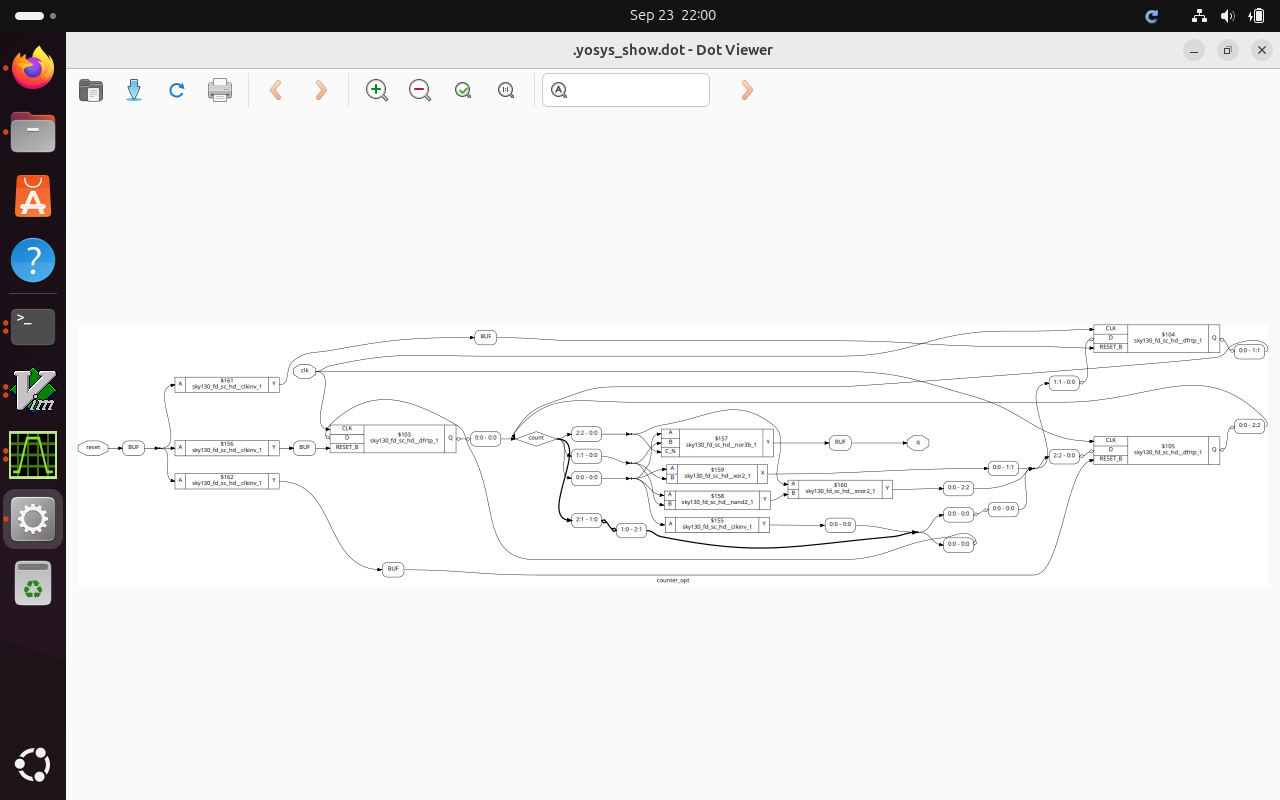 Sep 23 22:00
.yosys_show.dot - Dot Viewer
BUF
CLK
D
RESET_B
$104
sky130_fd_sc_hd__dfrtp_1
Q
0:0 - 1:1
clk
A
$161
sky130_fd_sc_hd__clkinv_1
Y
1:1 - 0:0
0:0 - 2:2
reset
BUF
A
$156
sky130_fd_sc_hd__clkinv_1
Y
BUF
CLK
D
RESET_B
$103
sky130_fd_sc_hd__dfrtp_1
Q
0:0 - 0:0
count
2:2 - 0:0
1:1 - 0:0
0:0 - 0:0
2:1 - 1:0
1:0 - 2:1
A
B
C_N
$157
sky130_fd_sc_hd__nor3b_1
Y
BUF
q
A
B
$159
sky130_fd_sc_hd__xor2_1
X
A
B
$158
sky130_fd_sc_hd__nand2_1
Y
A
B
$160
sky130_fd_sc_hd__xnor2_1
Y
A
$155
sky130_fd_sc_hd__clkinv_1
Y
0:0 - 0:0
0:0 - 1:1
0:0 - 2:2
0:0 - 0:0
0:0 - 0:0
0:0 - 0:0
2:2 - 0:0
CLK
D
RESET_B
$105
sky130_fd_sc_hd__dfrtp_1
Q
A
$162
sky130_fd_sc_hd__clkinv_1
Y
BUF
counter_opt